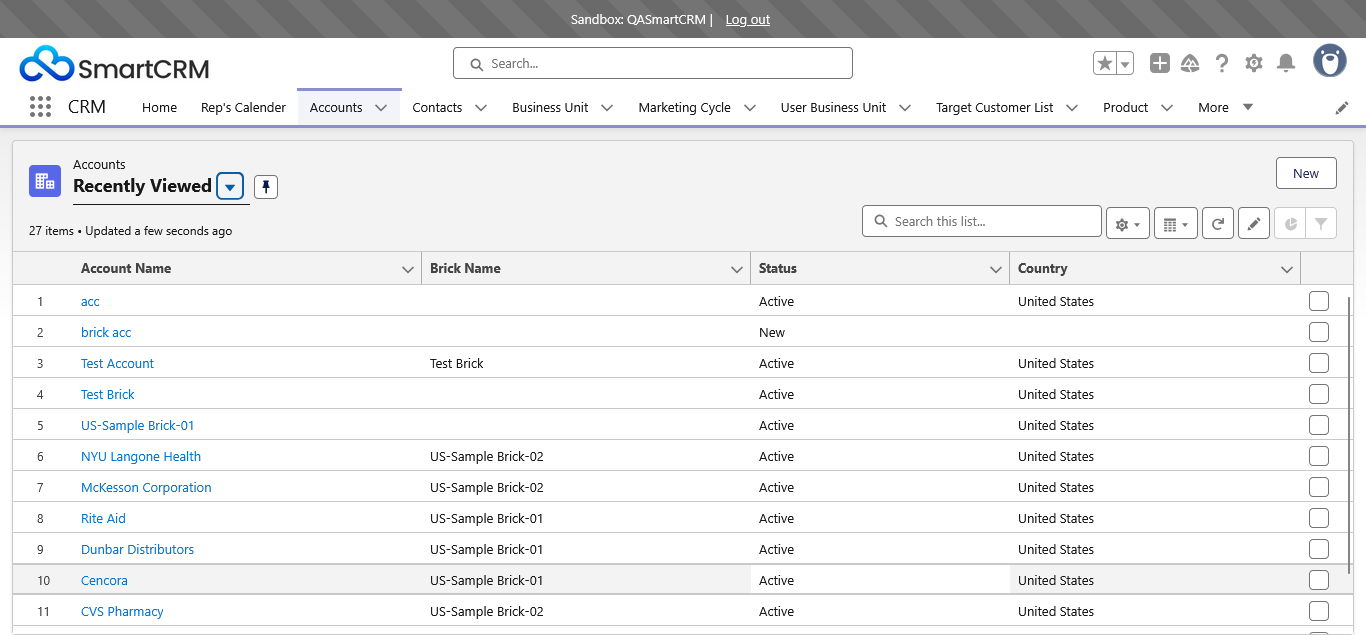 Sandbox: QASmartCRM | Log out
SmartCRM
Search...
CRM Home Rep's Calender Accounts Contacts Business Unit Marketing Cycle User Business Unit Target Customer List Product More
Accounts
Recently Viewed
New
27 items • Updated a few seconds ago
Search this list...
Account Name Brick Name Status Country
1 acc Active United States
2 brick acc New
3 Test Account Test Brick Active United States
4 Test Brick Active United States
5 US-Sample Brick-01 Active United States
6 NYU Langone Health US-Sample Brick-02 Active United States
7 McKesson Corporation US-Sample Brick-02 Active United States
8 Rite Aid US-Sample Brick-01 Active United States
9 Dunbar Distributors US-Sample Brick-01 Active United States
10 Cencora US-Sample Brick-01 Active United States
11 CVS Pharmacy US-Sample Brick-02 Active United States